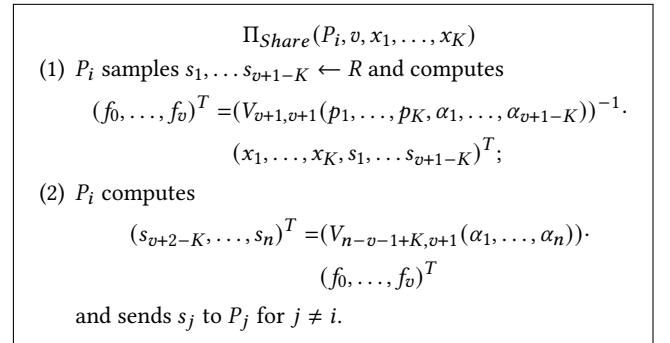 Π_{Share}(P_i, v, x_1, . . . , x_K)
(1) P_i samples s_1, . . . s_{v+1−K} ← R and computes
(f_0, . . . , f_v)^T =(V_{v+1,v+1}(p_1, . . . , p_K, α_1, . . . , α_{v+1−K}))^{−1}·
(x_1, . . . , x_K, s_1, . . . s_{v+1−K})^T;
(2) P_i computes
(s_{v+2−K}, . . . , s_n)^T =(V_{n−v−1+K,v+1}(α_1, . . . , α_n))·
(f_0, . . . , f_v)^T
and sends s_j to P_j for j ≠ i.